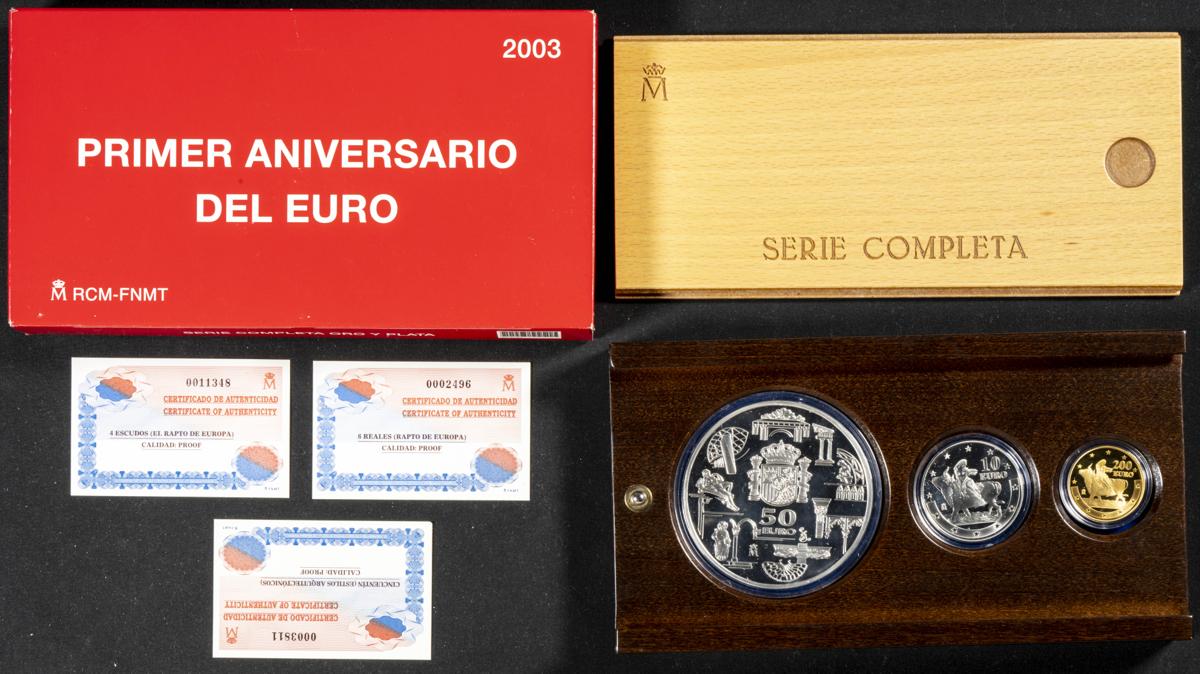 2003
PRIMER ANIVERSARIO
DEL EURO
M RCM-FNMT
SERIE COMPLETA ORO Y PLATA
M
SERIE COMPLETA
0011348
M
CERTIFICADO DE AUTENTICIDAD
CERTIFICATE OF AUTHENTICITY
4 ESCUDOS (EL RAPTO DE EUROPA)
CALIDAD: PROOF
0002496
M
CERTIFICADO DE AUTENTICIDAD
CERTIFICATE OF AUTHENTICITY
8 REALES (RAPTO DE EUROPA)
CALIDAD: PROOF
0003811
M
CERTIFICADO DE AUTENTICIDAD
CERTIFICATE OF AUTHENTICITY
CINCUENTÍN (ESTILOS ARQUITECTÓNICOS)
CALIDAD: PROOF
50
EURO
10
EURO
200
EURO